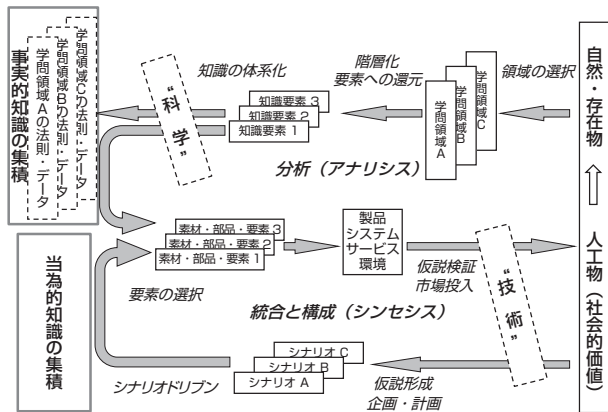 事実的知識の集積
学問領域Cの法則・データ
学問領域Bの法則・データ
学問領域Aの法則・データ
知識の体系化
階層化
要素への還元
領域の選択
“科学”
知識要素 3
知識要素 2
知識要素 1
学問領域C
学問領域B
学問領域A
分析（アナリシス）
自然・存在物
人工物（社会的価値）
当為的知識の集積
素材・部品・要素 3
素材・部品・要素 2
素材・部品・要素 1
要素の選択
製品
システム
サービス
環境
仮説検証
市場投入
“技術”
統合と構成（シンセシス）
シナリオ C
シナリオ B
シナリオ A
シナリオドリブン
仮説形成
企画・計画